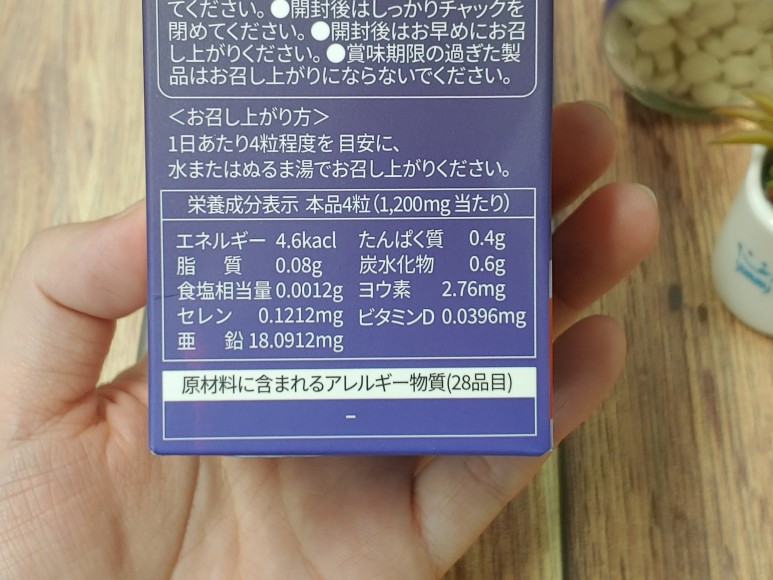 てください。●開封後はしっかりチャックを
閉めてください。●開封後はお早めにお召
し上がりください。●賞味期限の過ぎた製
品はお召し上がりにならないでください。
＜お召し上がり方＞
1日あたり4粒程度を目安に、
水またはぬるま湯でお召し上がりください。
栄養成分表示 本品4粒（1,200mg当たり）
エネルギー 4.6kacl たんぱく質 0.4g
脂 質 0.08g 炭水化物 0.6g
食塩相当量 0.0012g ヨウ素 2.76mg
セレン 0.1212mg ビタミンD 0.0396mg
亜 鉛 18.0912mg
原材料に含まれるアレルギー物質(28品目)
–